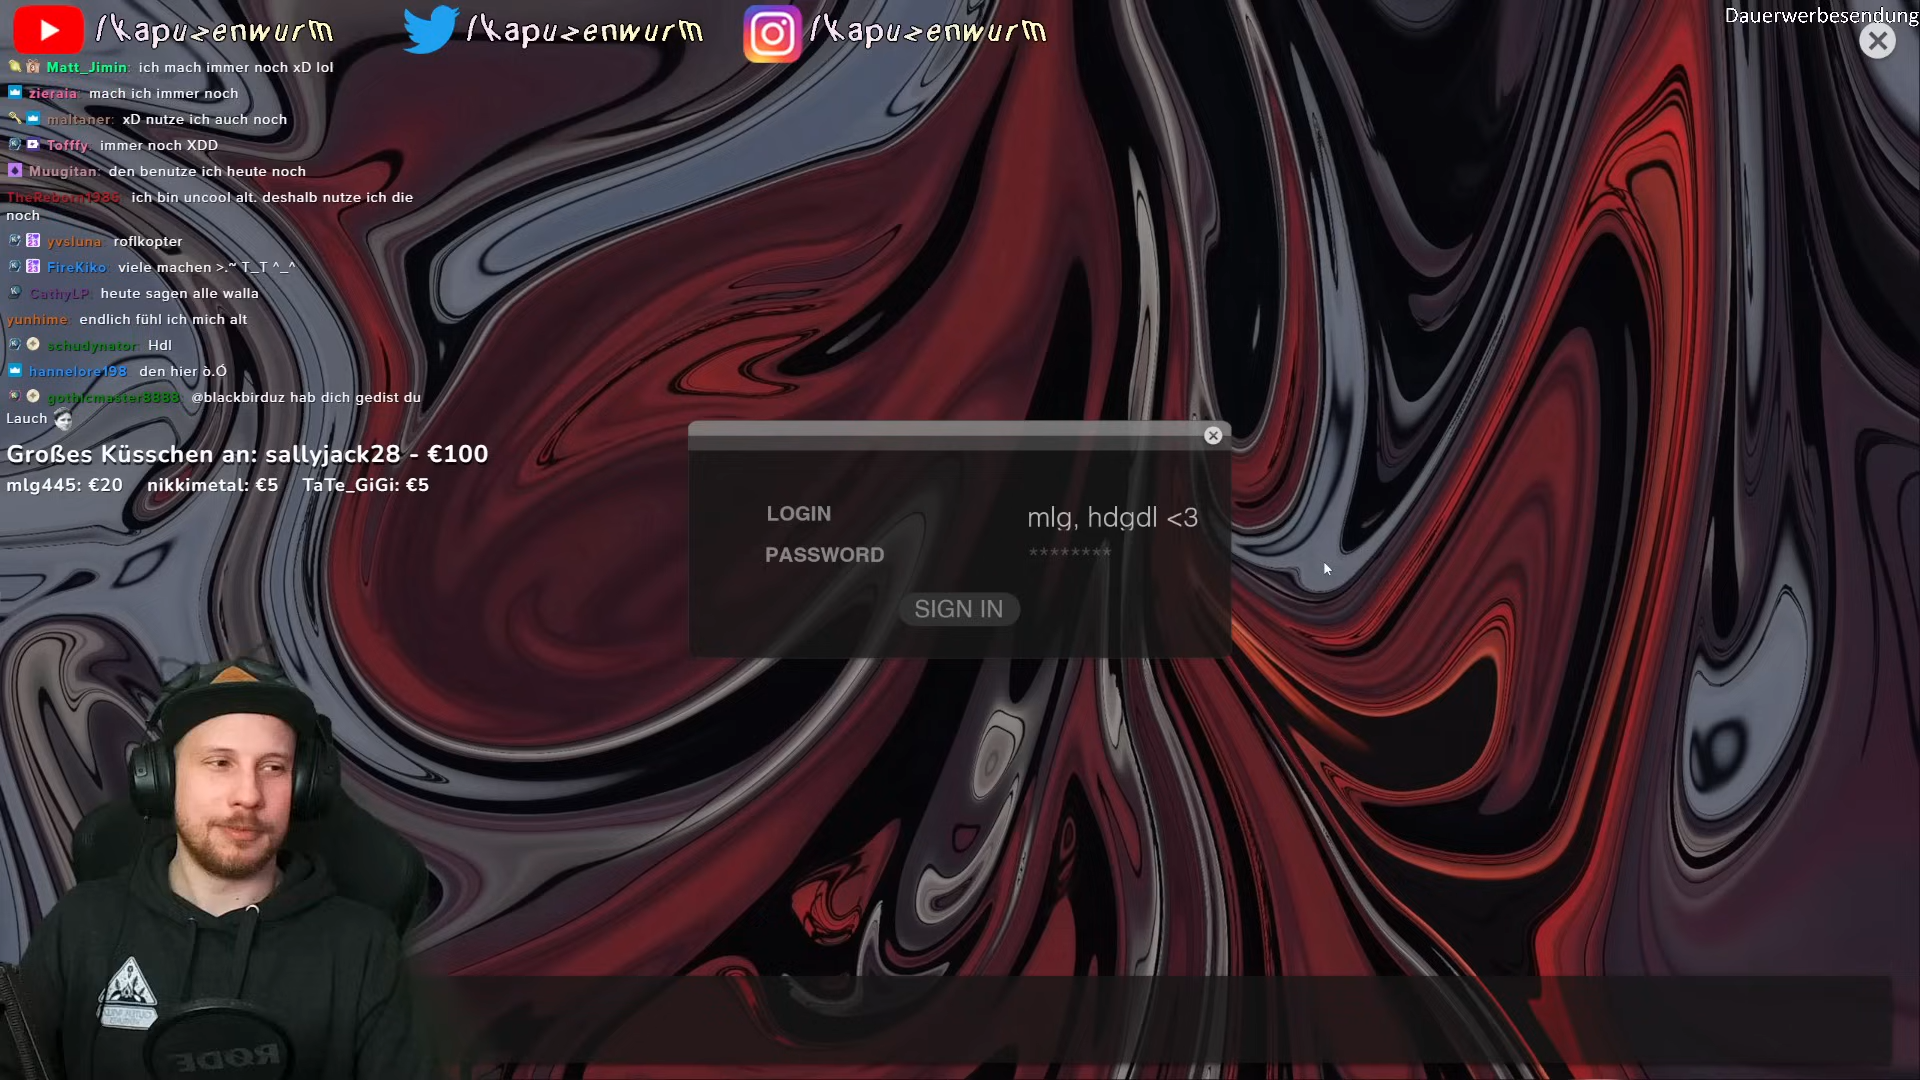 /kapuzenwurm /kapuzenwurm /kapuzenwurm
Dauerwerbesendung
Matt_Jimin: ich mach immer noch xD lol
zieraia: mach ich immer noch
maltaner: xD nutze ich auch noch
Tofffy: immer noch XDD
Muugitan: den benutze ich heute noch
TheReborn1986: ich bin uncool alt. deshalb nutze ich die
noch
yvsluna: roflkopter
FireKiko: viele machen >.~ T_T ^_^
CathyLP: heute sagen alle walla
yunhime: endlich fühl ich mich alt
schudynator: Hdl
hannelore198 den hier ò.Ó
gothicmaster8888: @blackbirduz hab dich gedist du
Lauch
Großes Küsschen an: sallyjack28 - €100
mlg445: €20 nikkimetal: €5 TaTe_GiGi: €5
LOGIN mlg, hdgdl <3
PASSWORD ********
SIGN IN
RØDE